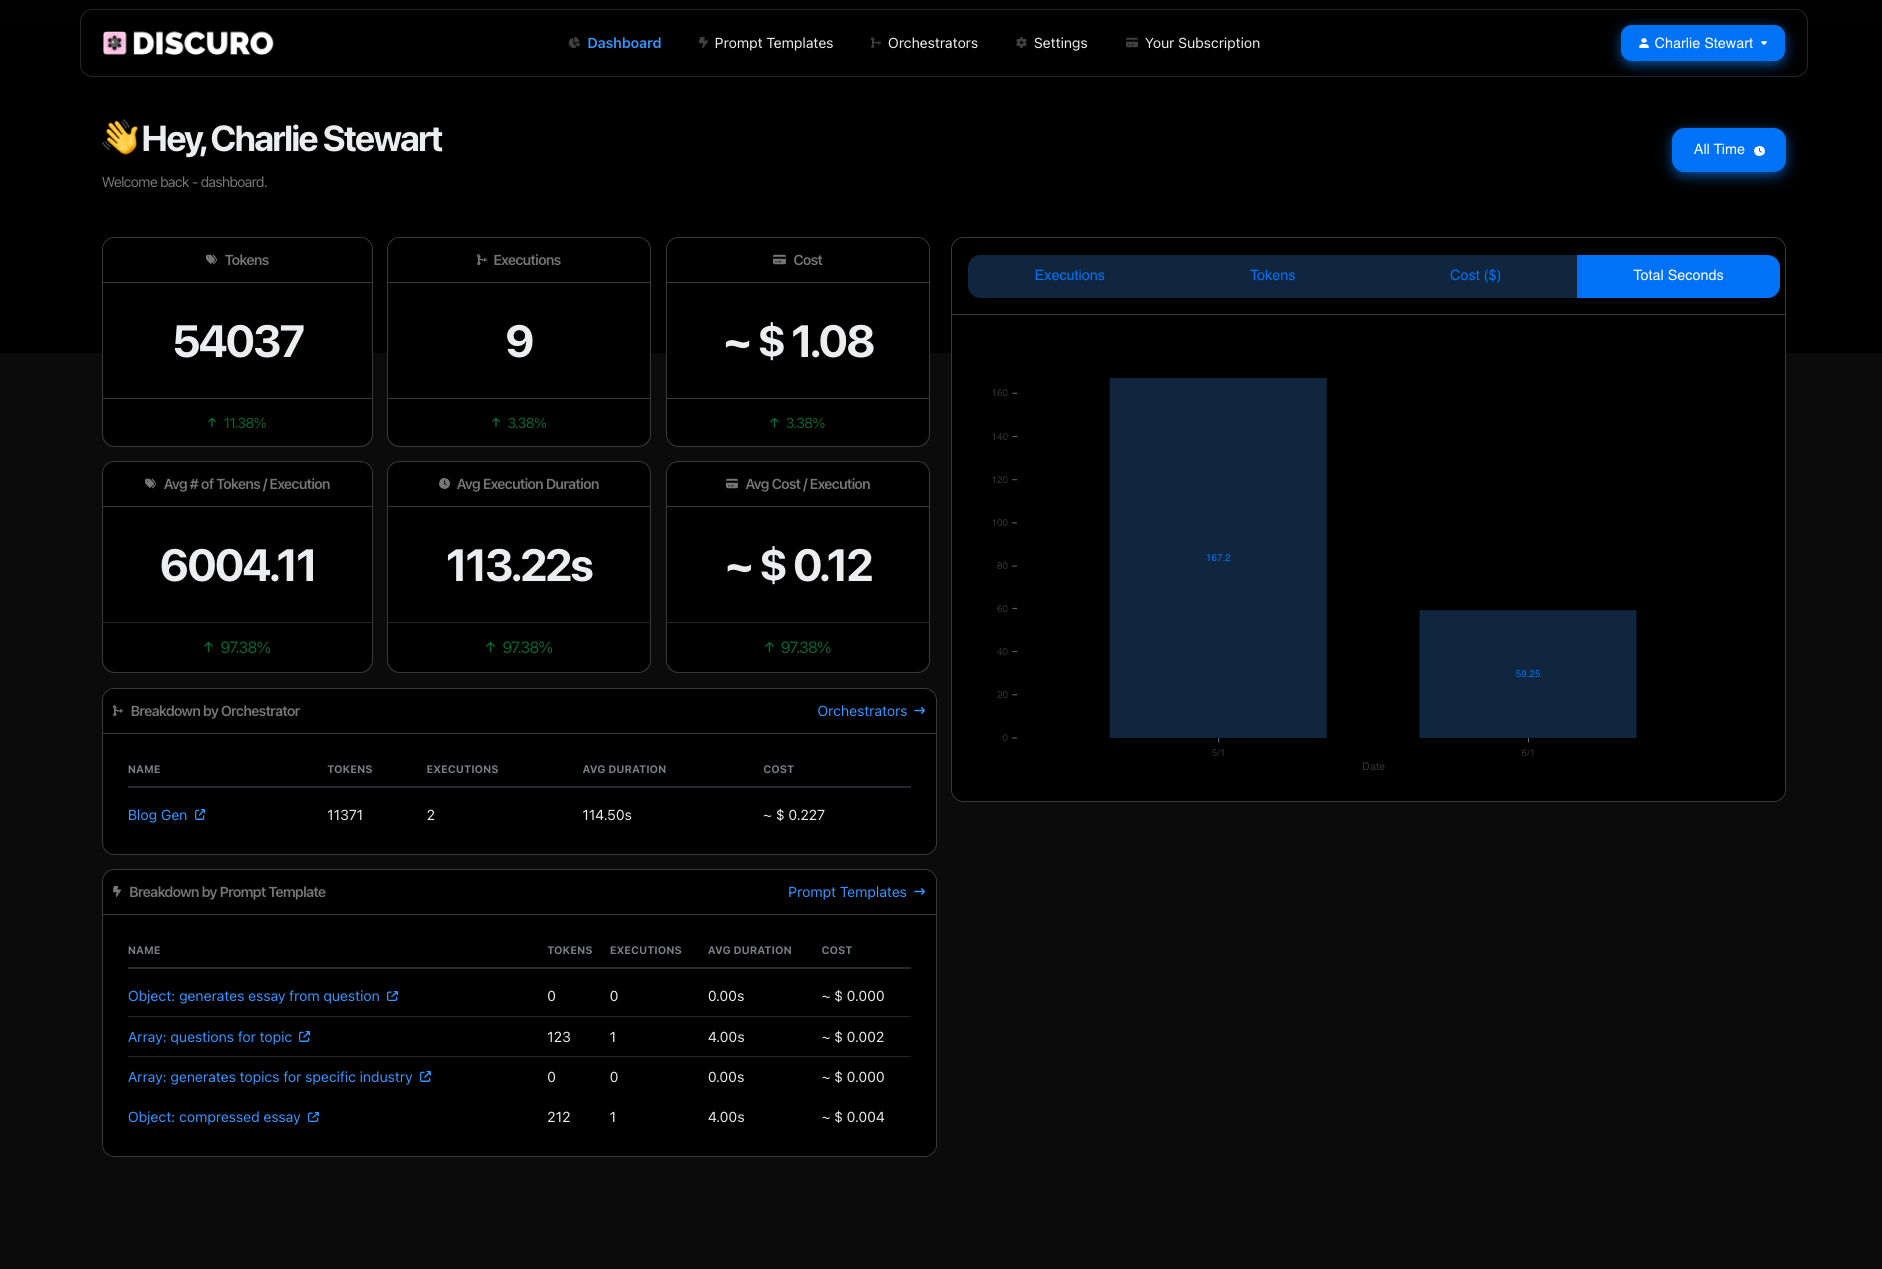 DISCURO
Dashboard
Prompt Templates
Orchestrators
Settings
Your Subscription
Charlie Stewart
Hey, Charlie Stewart
Welcome back - dashboard.
All Time
Tokens
54037
11.38%
Executions
9
3.38%
Cost
~ $ 1.08
3.38%
Avg # of Tokens / Execution
6004.11
97.38%
Avg Execution Duration
113.22s
97.38%
Avg Cost / Execution
~ $ 0.12
97.38%
Breakdown by Orchestrator
Orchestrators →
NAME TOKENS EXECUTIONS AVG DURATION COST
Blog Gen 11371 2 114.50s ~ $ 0.227
Breakdown by Prompt Template
Prompt Templates →
NAME TOKENS EXECUTIONS AVG DURATION COST
Object: generates essay from question 0 0 0.00s ~ $ 0.000
Array: questions for topic 123 1 4.00s ~ $ 0.002
Array: generates topics for specific industry 0 0 0.00s ~ $ 0.000
Object: compressed essay 212 1 4.00s ~ $ 0.004
Executions Tokens Cost ($) Total Seconds
160
140
120
100
80
60
40
20
0
167.2
59.25
5/1 6/1
Date